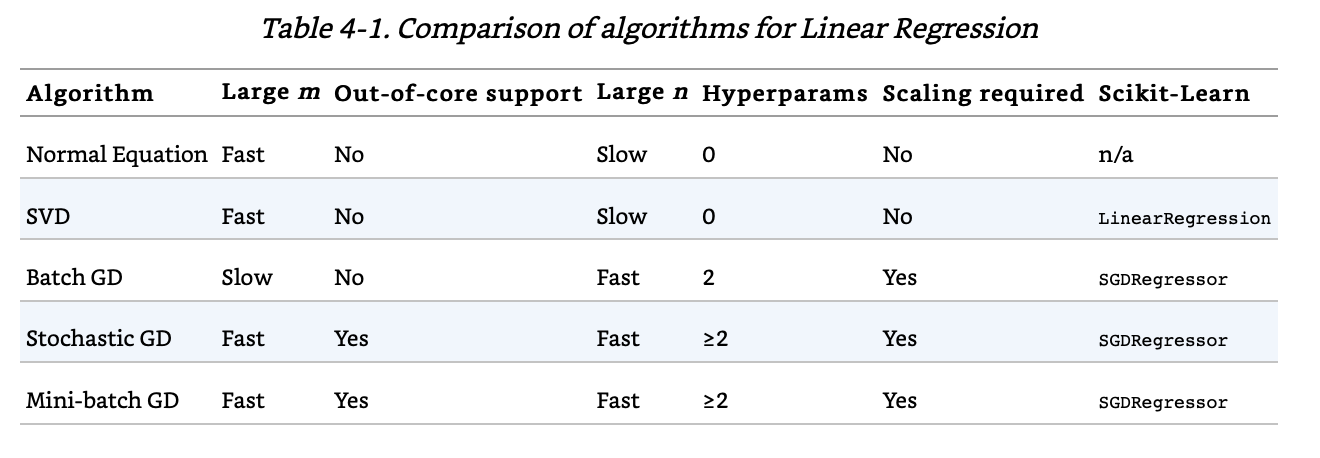 Table 4-1. Comparison of algorithms for Linear Regression
Algorithm Large m Out-of-core support Large n Hyperparams Scaling required Scikit-Learn
Normal Equation Fast No Slow 0 No n/a
SVD Fast No Slow 0 No LinearRegression
Batch GD Slow No Fast 2 Yes SGDRegressor
Stochastic GD Fast Yes Fast ≥2 Yes SGDRegressor
Mini-batch GD Fast Yes Fast ≥2 Yes SGDRegressor